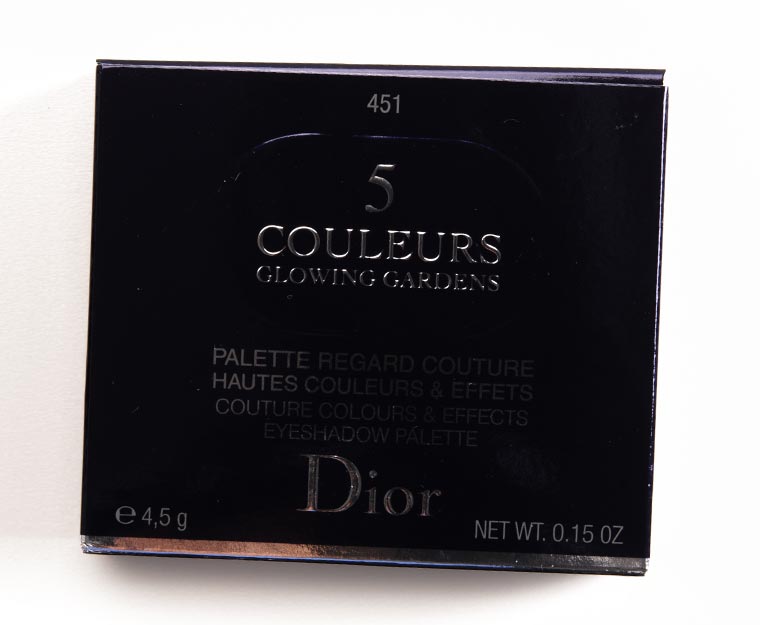 451
5
COULEURS
GLOWING GARDENS
PALETTE REGARD COUTURE
HAUTES COULEURS & EFFETS
COUTURE COLOURS & EFFECTS
EYESHADOW PALETTE
Dior
℮ 4,5 g
NET WT. 0.15 OZ